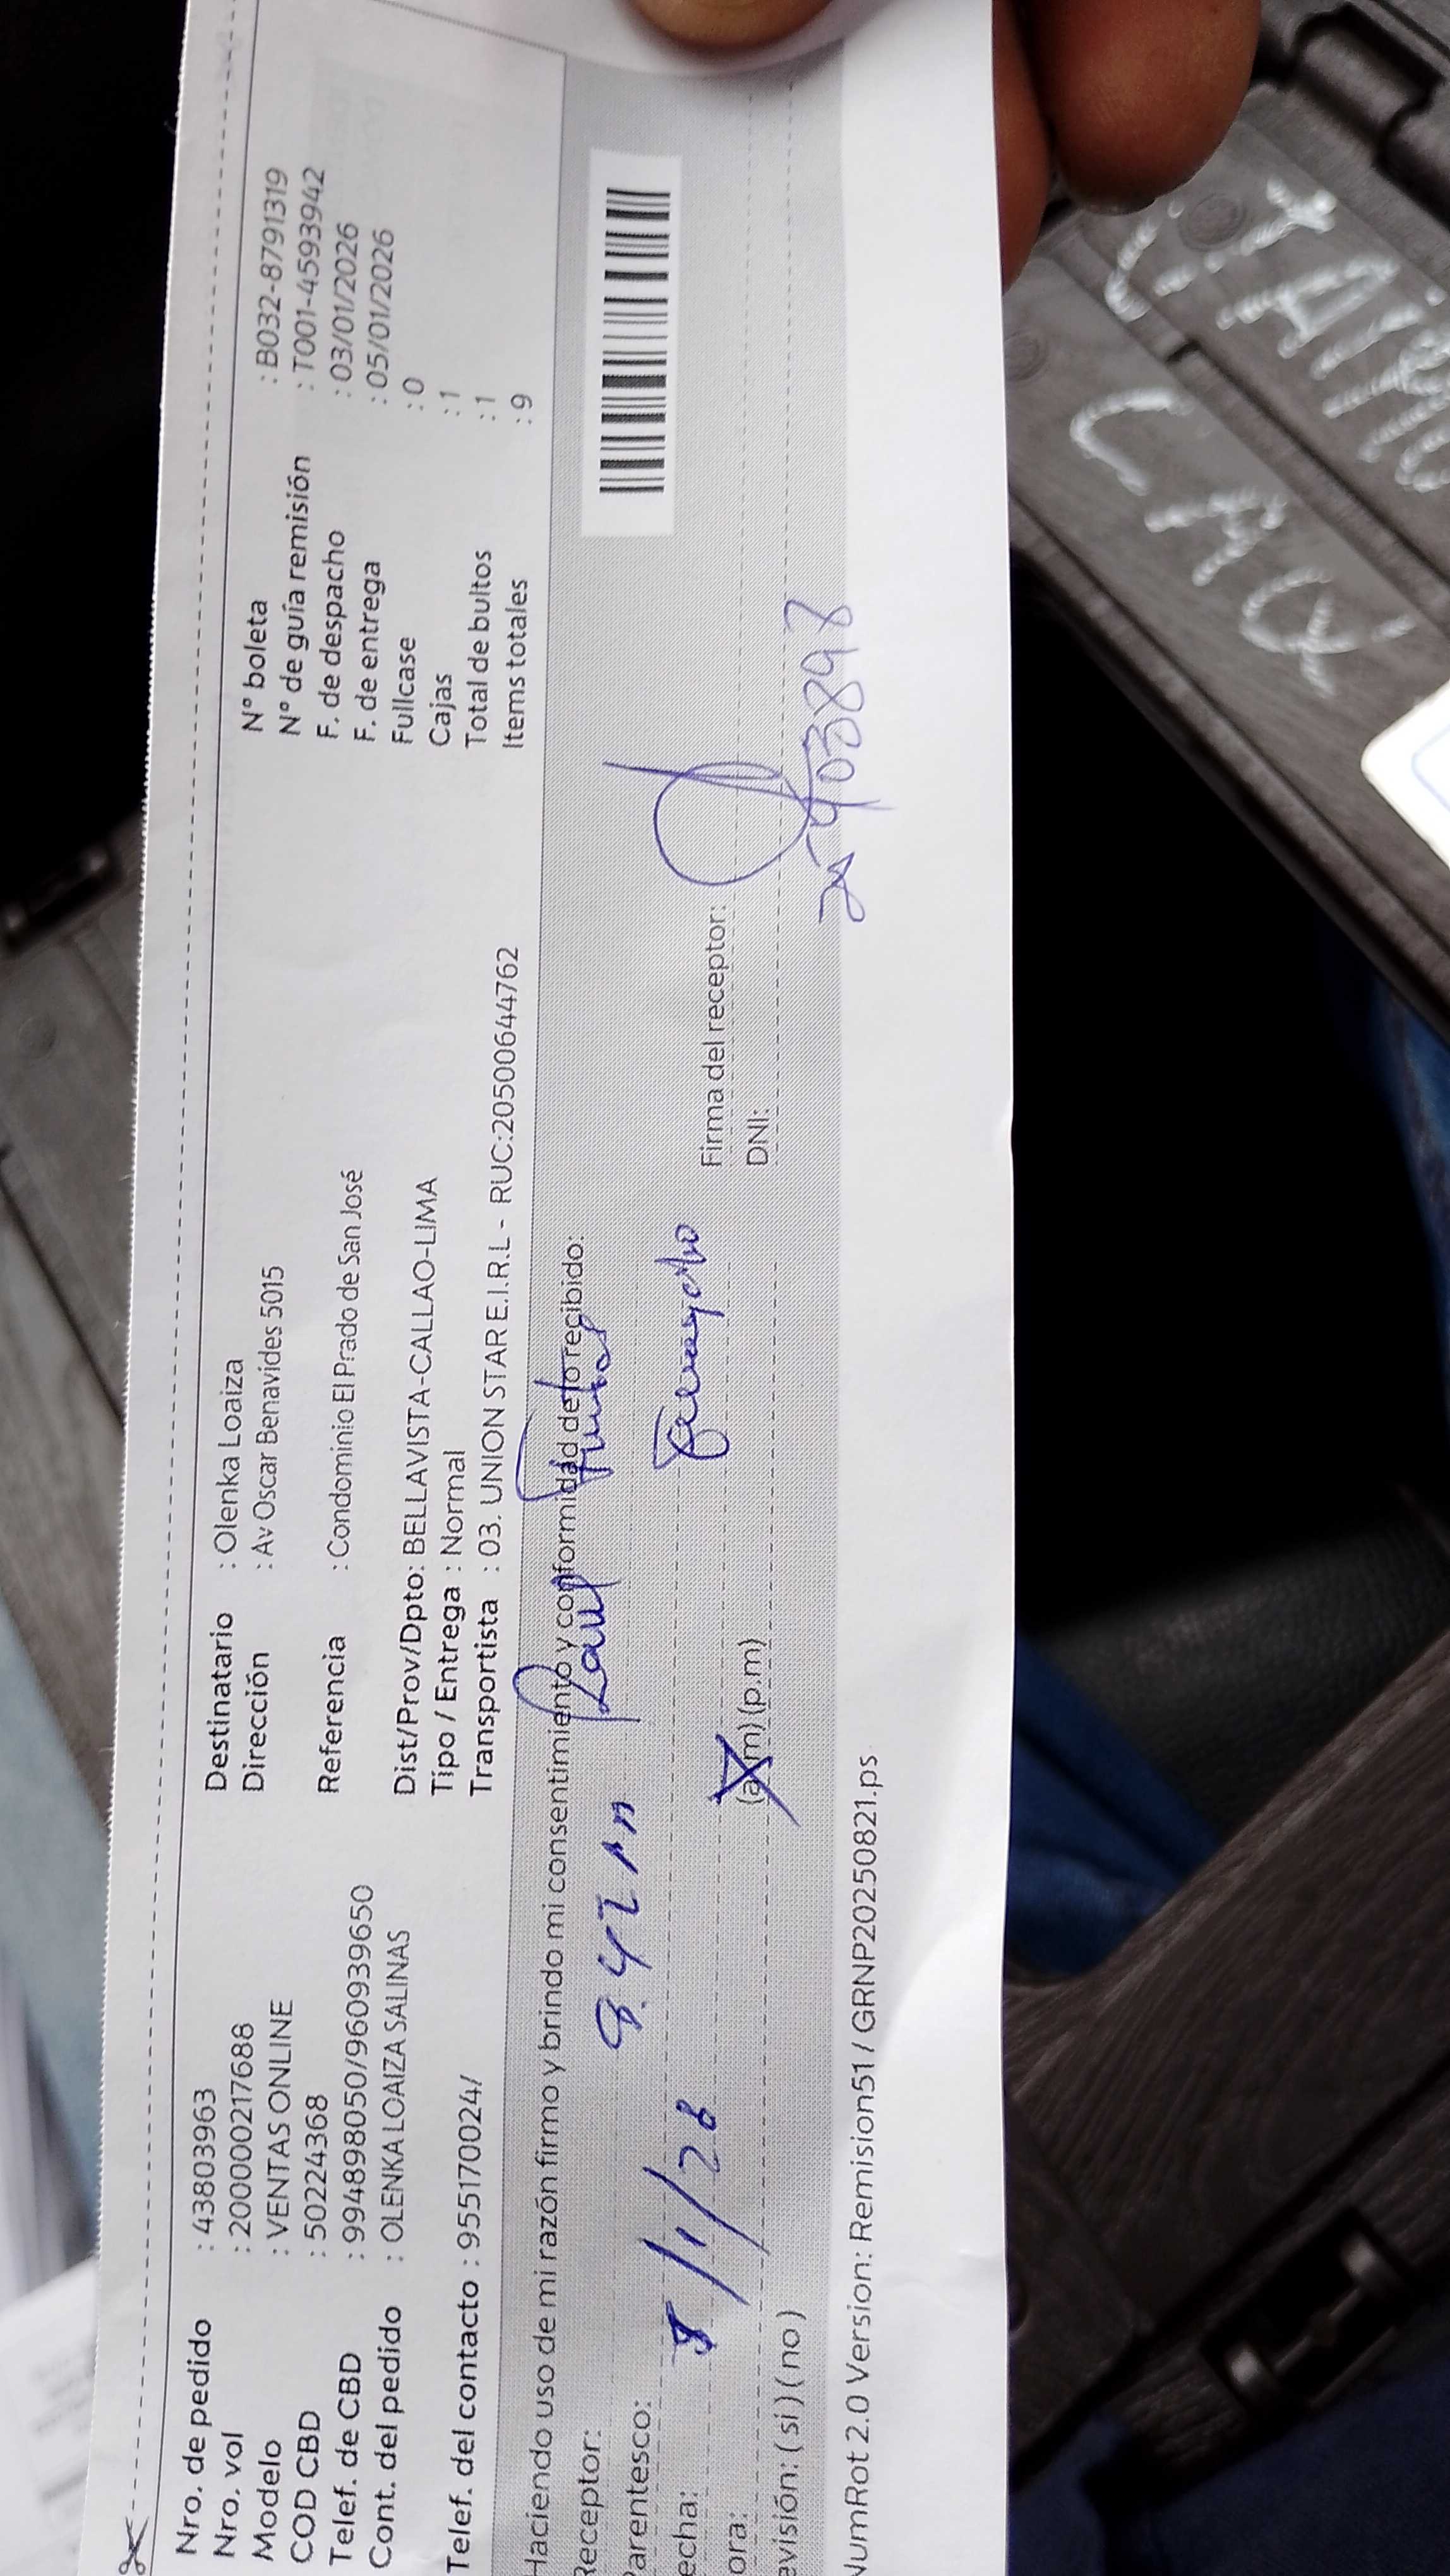 Nro. de pedido : 43803963
Nro. vol : 200000217688
Modelo : VENTAS ONLINE
COD CBD : 50224368
Telef. de CBD : 994898050/960939650
Cont. del pedido : OLENKA LOAIZA SALINAS
Telef. del contacto : 955170024/
Destinatario : Olenka Loaiza
Dirección : Av Oscar Benavides 5015
Referencia : Condominio El Prado de San José
Dist/Prov/Dpto: BELLAVISTA-CALLAO-LIMA
Tipo / Entrega : Normal
Transportista : 03. UNION STAR E.I.R.L - RUC:20500644762
N° boleta : B032-8791319
N° de guía remisión : T001-4593942
F. de despacho : 03/01/2026
F. de entrega : 05/01/2026
Fullcase : 0
Cajas : 1
Total de bultos : 1
Items totales : 9
Haciendo uso de mi razón firmo y brindo mi consentimiento y conformidad de lo recibido:
Receptor: Raul
Parentesco:
echa:
ora: (a.m) (p.m)
evisión: ( si ) ( no )
Firma del receptor:
DNI:
NumRot 2.0 Version: Remision51 / GRNP20250821.ps